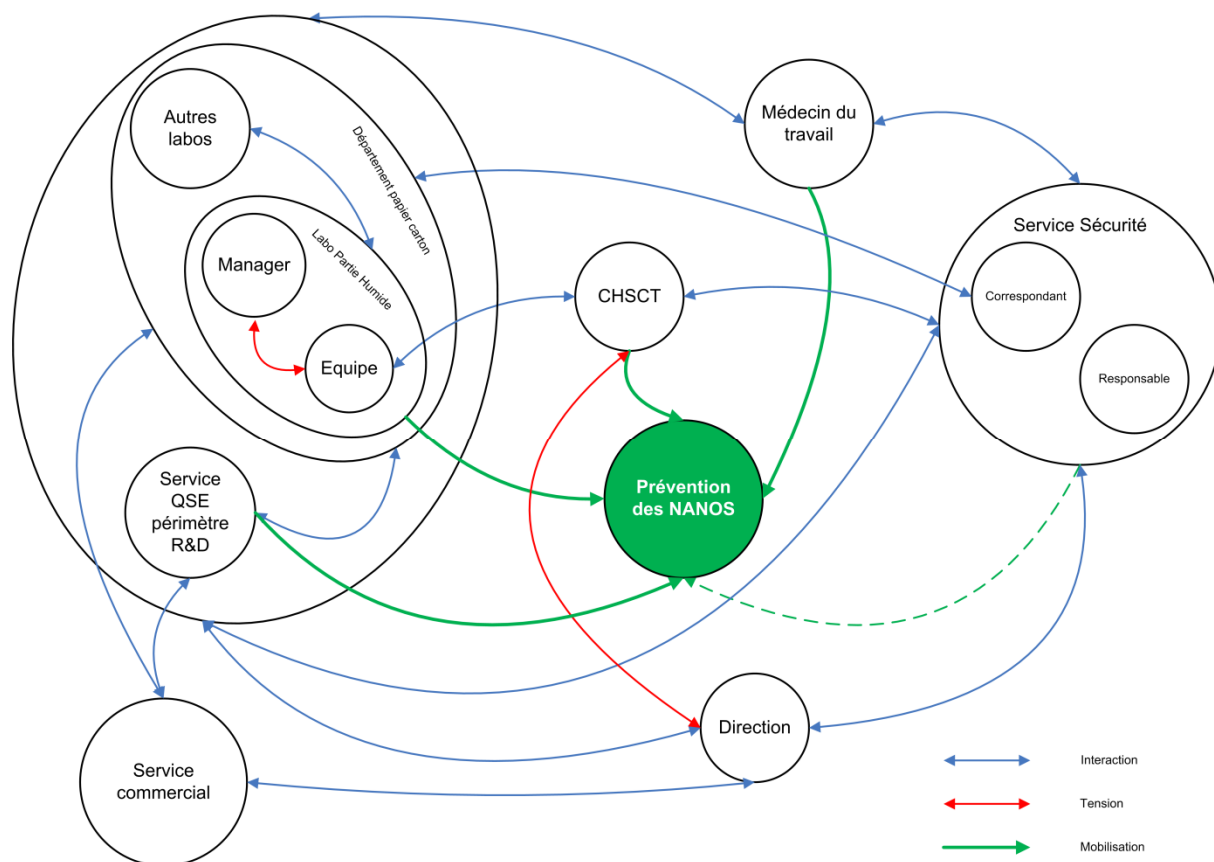 Autres
labos
Département papier carton
Médecin du
travail
Service Sécurité
Manager
Labo Partie Humide
CHSCT
Correspondant
Equipe
Responsable
Service
QSE
périmètre
R&D
Prévention
des NANOS
Direction
Service
commercial
Interaction
Tension
Mobilisation